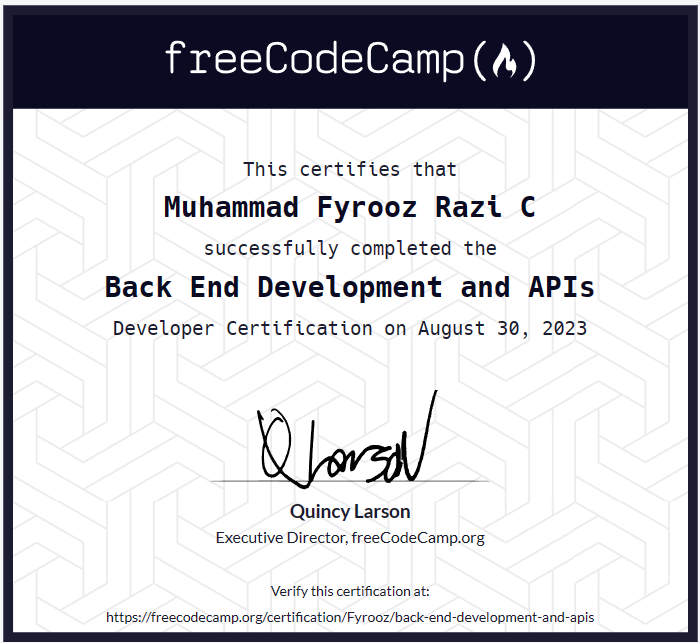 freeCodeCamp
This certifies that
Muhammad Fyrooz Razi C
successfully completed the
Back End Development and APIs
Developer Certification on August 30, 2023
QLarson
Quincy Larson
Executive Director, freeCodeCamp.org
Verify this certification at:
https://freecodecamp.org/certification/Fyrooz/back-end-development-and-apis